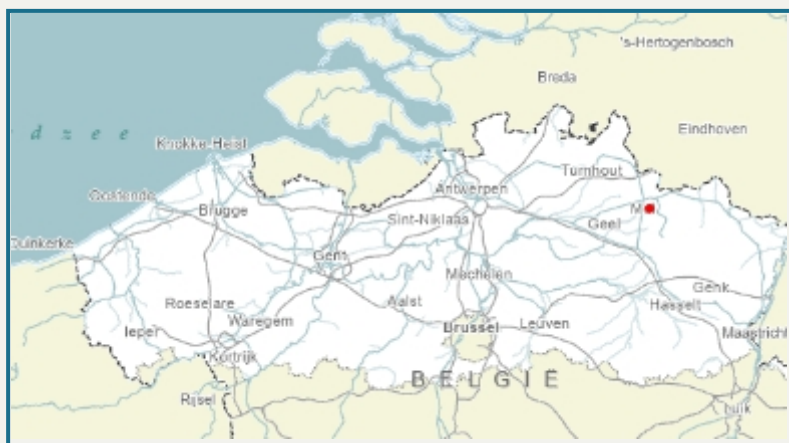 's-Hertogenbosch
Breda
Eindhoven
d z e e
Knokke-Heist
Turnhout
Antwerpen
Oostende
Brugge
Sint-Niklaas
Geel
Duinkerke
Gent
Mechelen
Genk
Roeselare
Aalst
Hasselt
Ieper
Waregem
Brussel
Leuven
Maastricht
Kortrijk
BELGIË
Rijsel
Luik